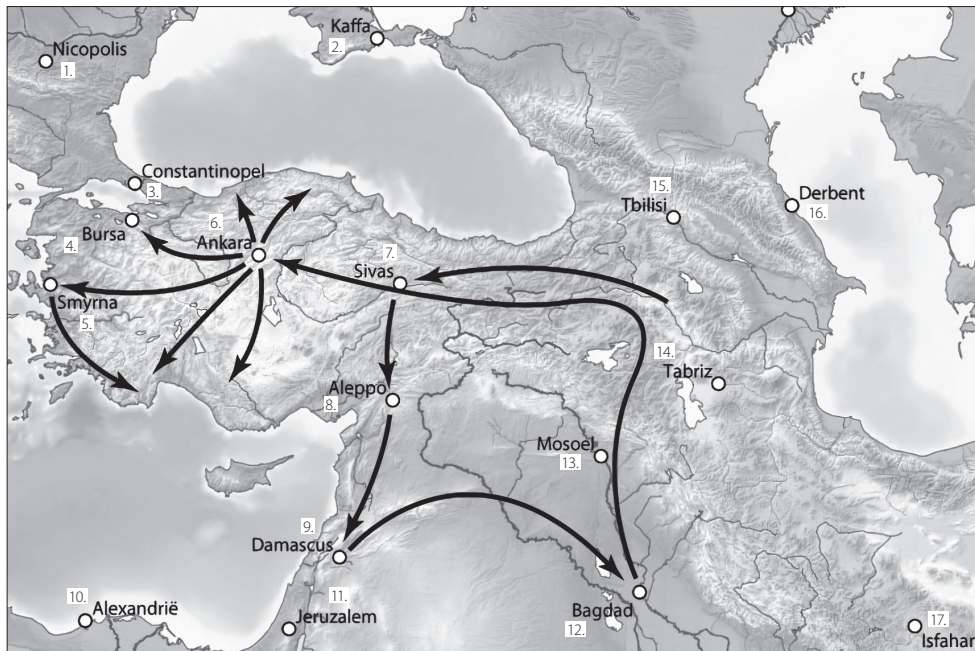 Kaffa
2.
Nicopolis
1.
Constantinopel
3.
15.
Tbilisi
Derbent
16.
6.
4.
Bursa
Ankara
7.
Sivas
Smyrna
5.
14.
Tabriz
Aleppo
8.
Mosoel
13.
9.
Damascus
11.
10.
Alexandrië
Jeruzalem
Bagdad
12.
17.
Isfahan